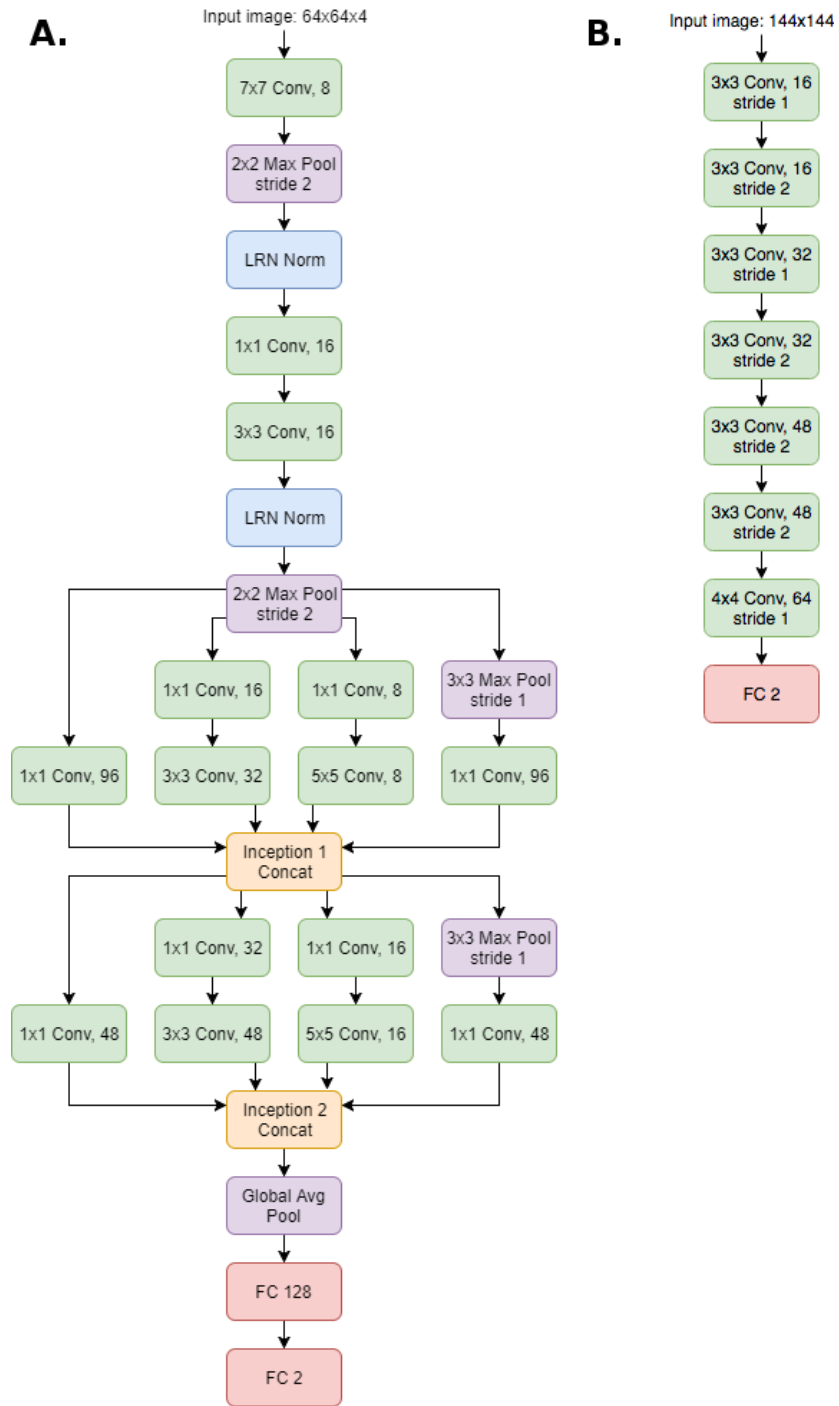 A.
Input image: 64x64x4
7x7 Conv, 8
2x2 Max Pool
stride 2
LRN Norm
1x1 Conv, 16
3x3 Conv, 16
LRN Norm
2x2 Max Pool
stride 2
1x1 Conv, 16
1x1 Conv, 8
3x3 Max Pool
stride 1
1x1 Conv, 96
3x3 Conv, 32
5x5 Conv, 8
1x1 Conv, 96
Inception 1
Concat
1x1 Conv, 32
1x1 Conv, 16
3x3 Max Pool
stride 1
1x1 Conv, 48
3x3 Conv, 48
5x5 Conv, 16
1x1 Conv, 48
Inception 2
Concat
Global Avg
Pool
FC 128
FC 2
B.
Input image: 144x144
3x3 Conv, 16
stride 1
3x3 Conv, 16
stride 2
3x3 Conv, 32
stride 1
3x3 Conv, 32
stride 2
3x3 Conv, 48
stride 2
3x3 Conv, 48
stride 2
4x4 Conv, 64
stride 1
FC 2